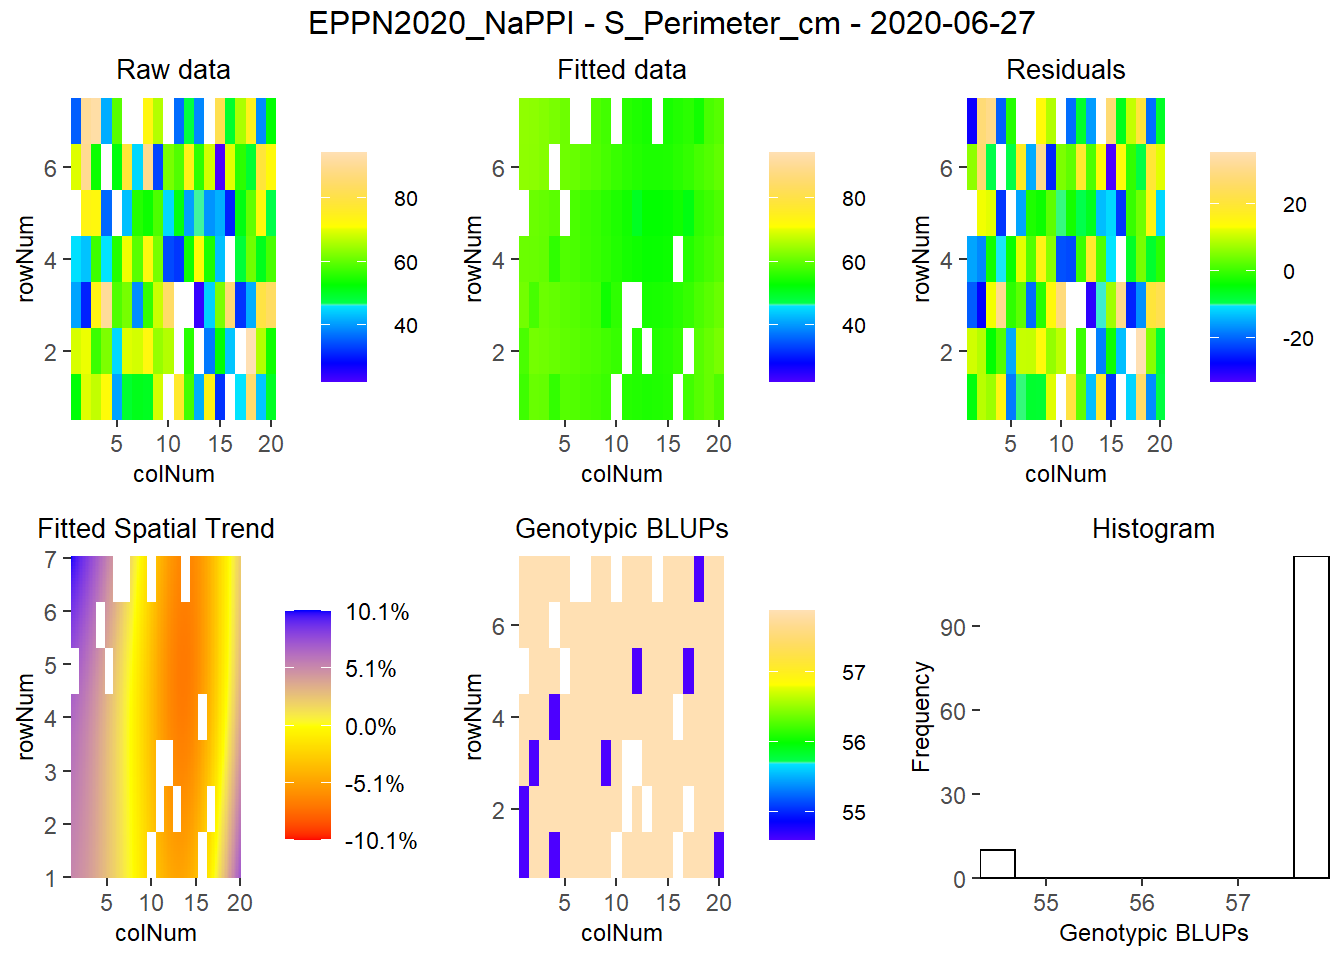 EPPN2020_NaPPI - S_Perimeter_cm - 2020-06-27
Raw data
Fitted data
Residuals
rowNum
6
4
2
5 10 15 20
colNum
80
60
40
rowNum
6
4
2
5 10 15 20
colNum
80
60
40
rowNum
6
4
2
5 10 15 20
colNum
20
0
-20
Fitted Spatial Trend
Genotypic BLUPs
Histogram
rowNum
7
6
5
4
3
2
1
5 10 15 20
colNum
10.1%
5.1%
0.0%
-5.1%
-10.1%
rowNum
6
4
2
5 10 15 20
colNum
57
56
55
Frequency
90
60
30
0
55 56 57
Genotypic BLUPs